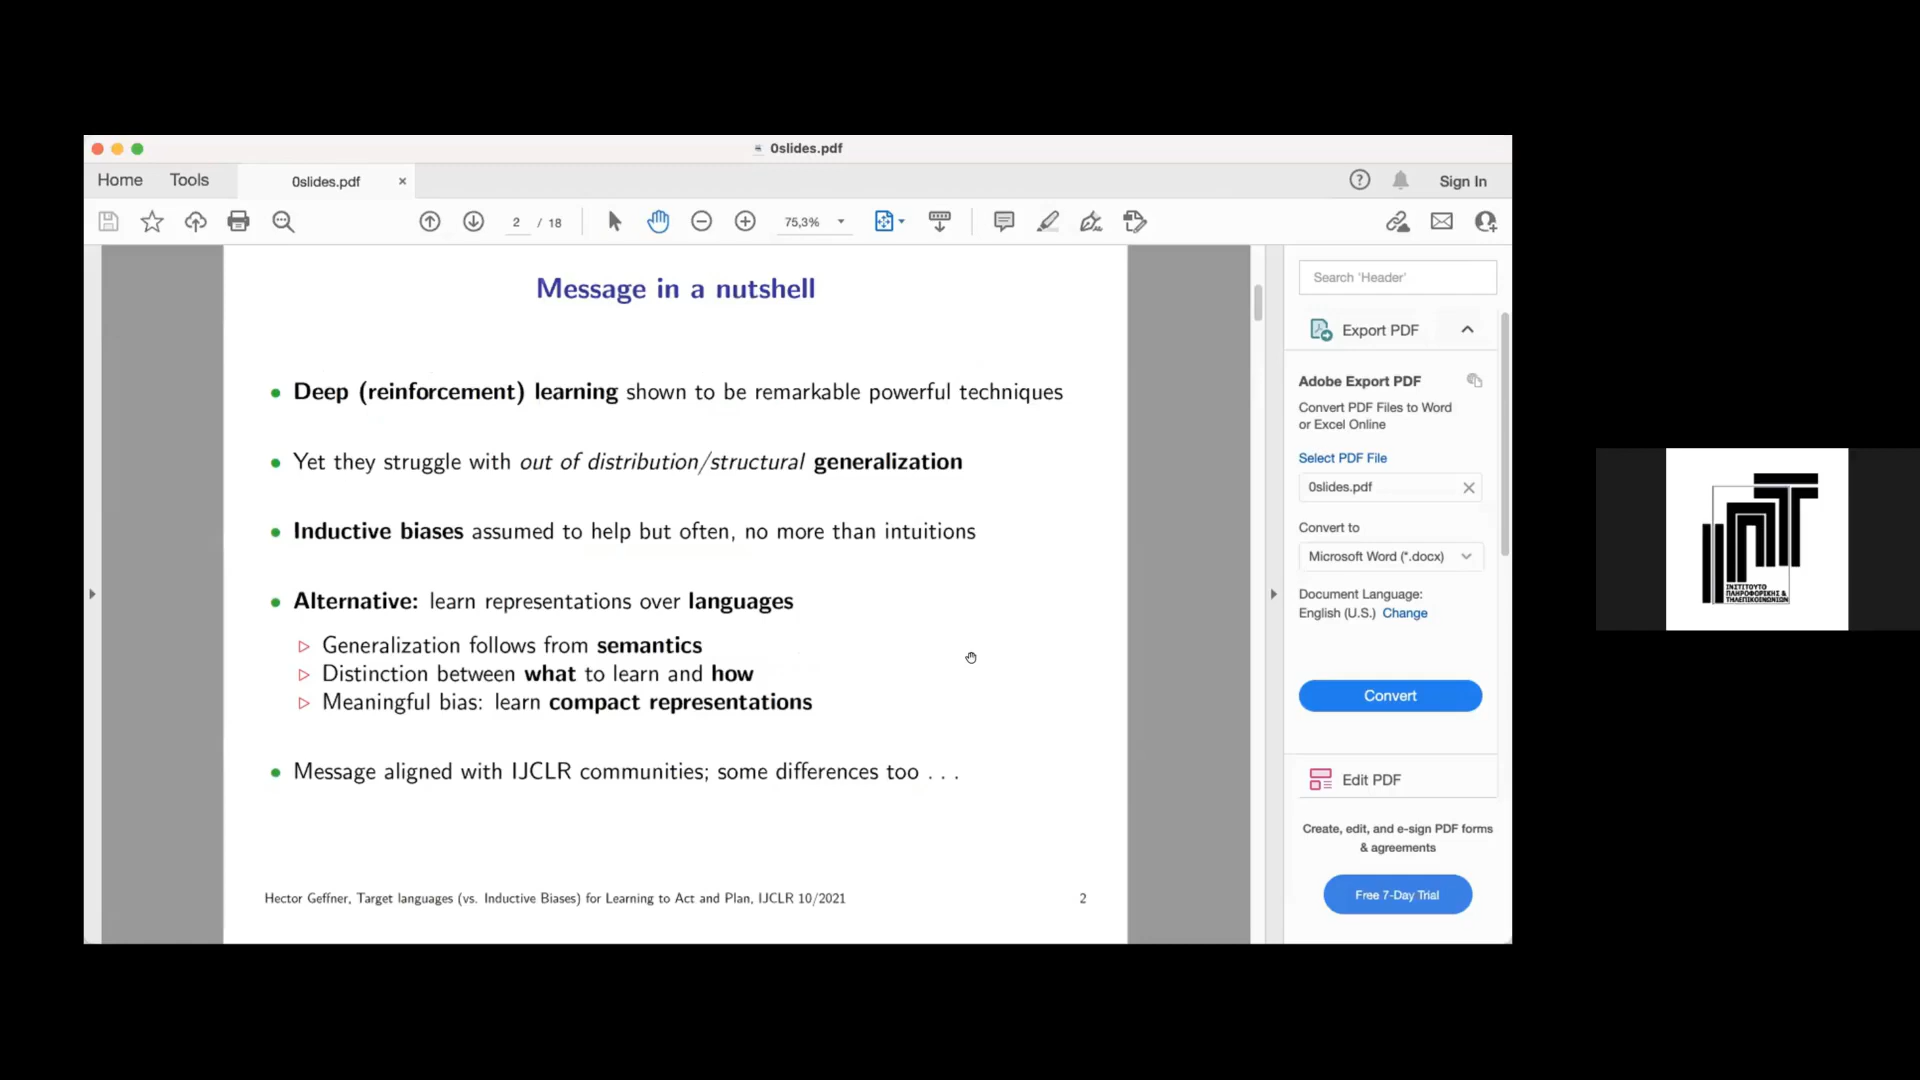 0slides.pdf
Home Tools 0slides.pdf × Sign In
2 / 18 75,3%
Message in a nutshell
• Deep (reinforcement) learning shown to be remarkable powerful techniques
• Yet they struggle with out of distribution/structural generalization
• Inductive biases assumed to help but often, no more than intuitions
• Alternative: learn representations over languages
▷ Generalization follows from semantics
▷ Distinction between what to learn and how
▷ Meaningful bias: learn compact representations
• Message aligned with IJCLR communities; some differences too . . .
Hector Geffner, Target languages (vs. Inductive Biases) for Learning to Act and Plan, IJCLR 10/2021 2
Search 'Header'
Export PDF
Adobe Export PDF
Convert PDF Files to Word
or Excel Online
Select PDF File
0slides.pdf
Convert to
Microsoft Word (*.docx)
Document Language:
English (U.S.) Change
Convert
Edit PDF
Create, edit, and e-sign PDF forms
& agreements
Free 7-Day Trial
ΙΝΣΤΙΤΟΥΤΟ
ΠΛΗΡΟΦΟΡΙΚΗΣ &
ΤΗΛΕΠΙΚΟΙΝΩΝΙΩΝ